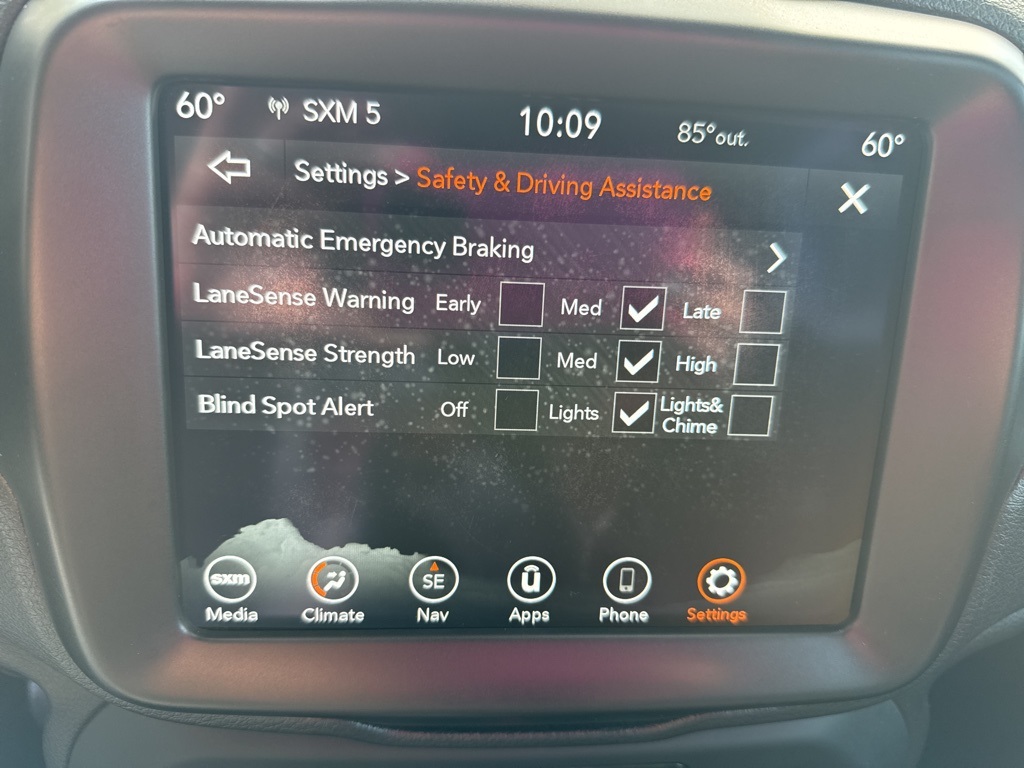 60° SXM 5 10:09 85°out. 60°
Settings > Safety & Driving Assistance
Automatic Emergency Braking
LaneSense Warning Early Med Late
LaneSense Strength Low Med High
Blind Spot Alert Off Lights Lights&
Chime
sxm SE ū
Media Climate Nav Apps Phone Settings